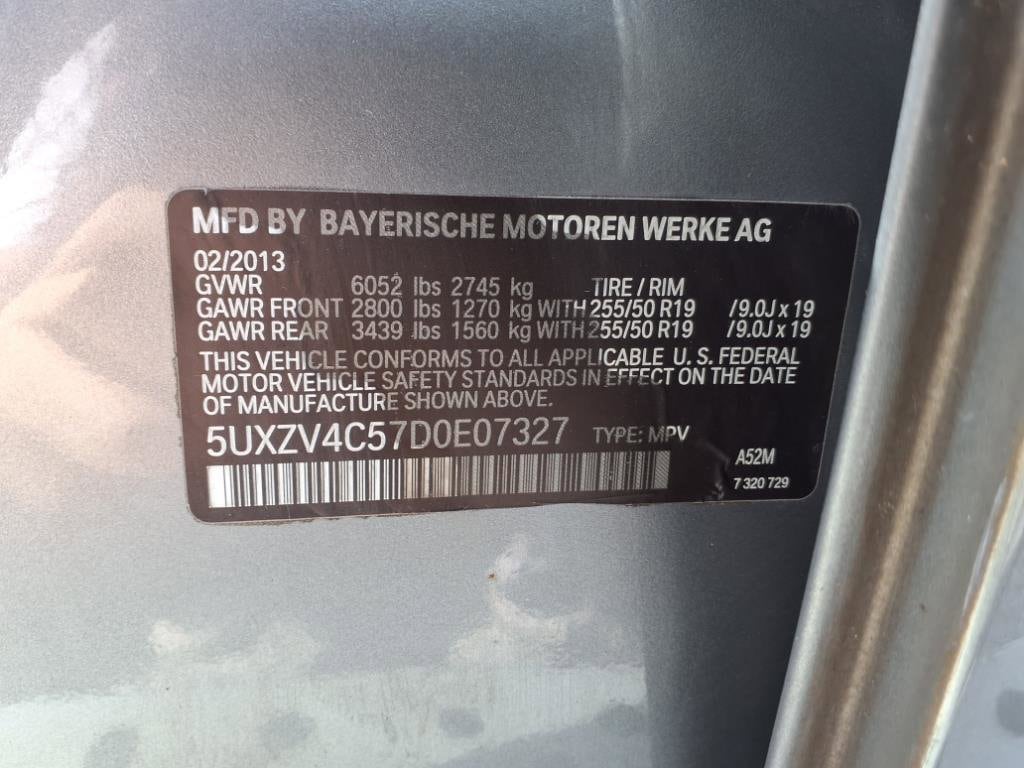 MFD BY BAYERISCHE MOTOREN WERKE AG
02/2013
GVWR 6052 lbs 2745 kg TIRE / RIM
GAWR FRONT 2800 lbs 1270 kg WITH 255/50 R19 /9.0J x 19
GAWR REAR 3439 lbs 1560 kg WITH 255/50 R19 /9.0J x 19
THIS VEHICLE CONFORMS TO ALL APPLICABLE U. S. FEDERAL
MOTOR VEHICLE SAFETY STANDARDS IN EFFECT ON THE DATE
OF MANUFACTURE SHOWN ABOVE.
5UXZV4C57D0E07327 TYPE: MPV
A52M
7 320 729